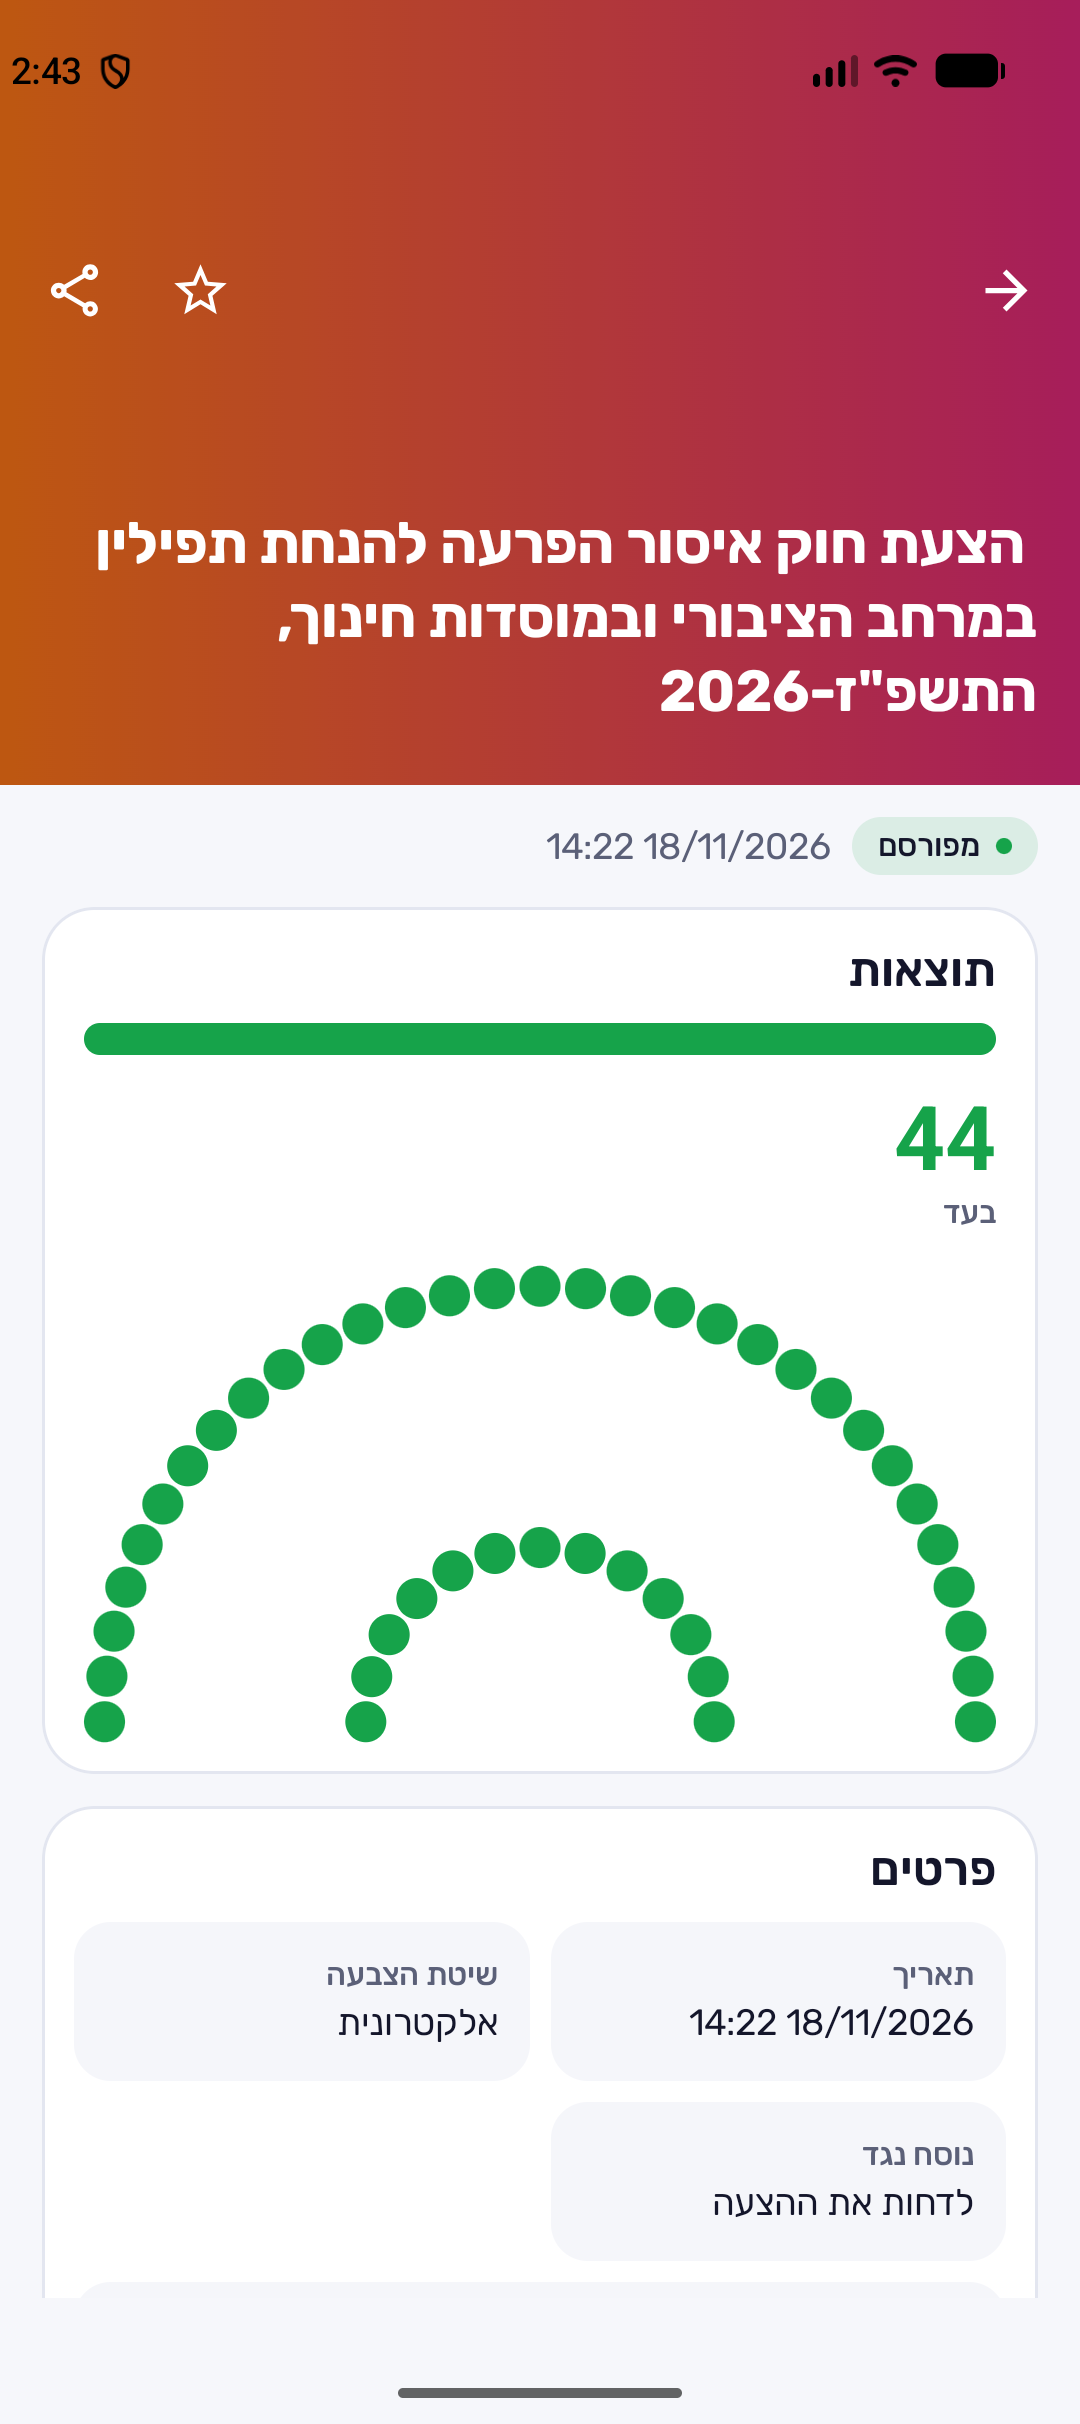 2:43
הצעת חוק איסור הפרעה להנחת תפילין
במרחב הציבורי ובמוסדות חינוך,
התשפ"ז-2026
מפורסם
18/11/2026 14:22
תוצאות
44
בעד
פרטים
תאריך
18/11/2026 14:22
שיטת הצבעה
אלקטרונית
נוסח נגד
לדחות את ההצעה